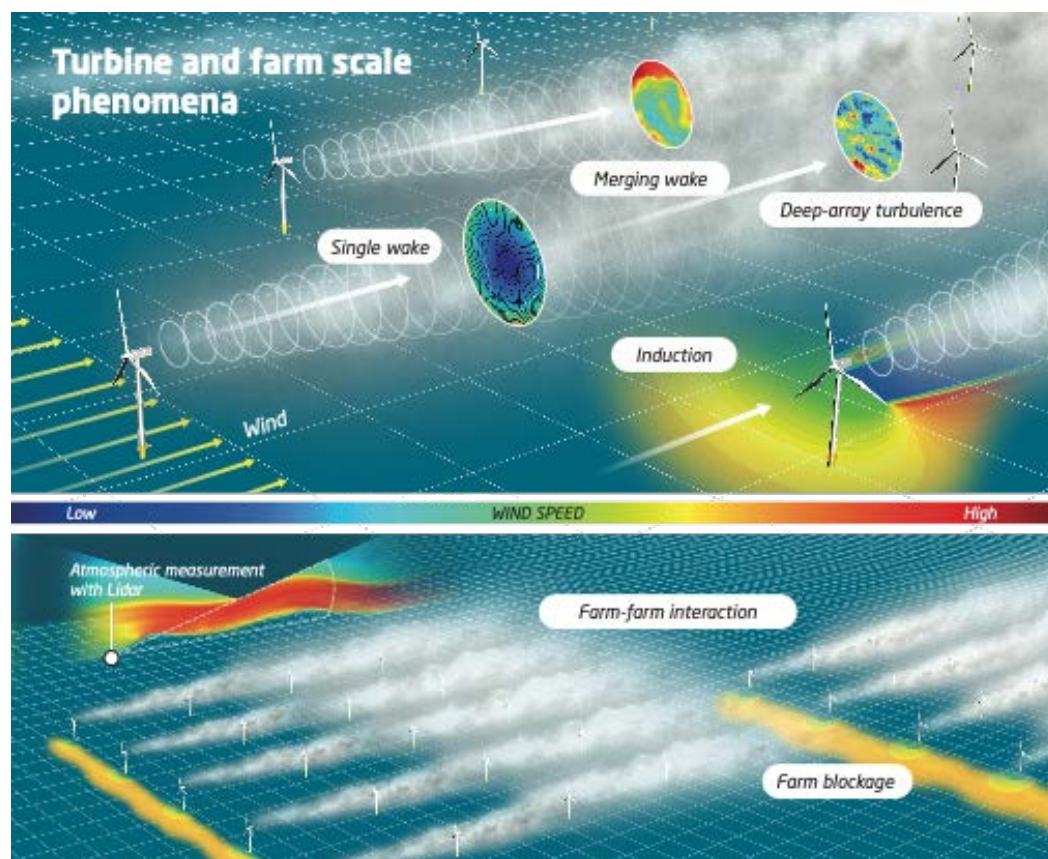 Turbine and farm scale
phenomena
Merging wake
Deep-array turbulence
Single wake
Induction
Wind
Low
WIND SPEED
High
Atmospheric measurement
with Lidar
Farm-farm interaction
Farm blockage